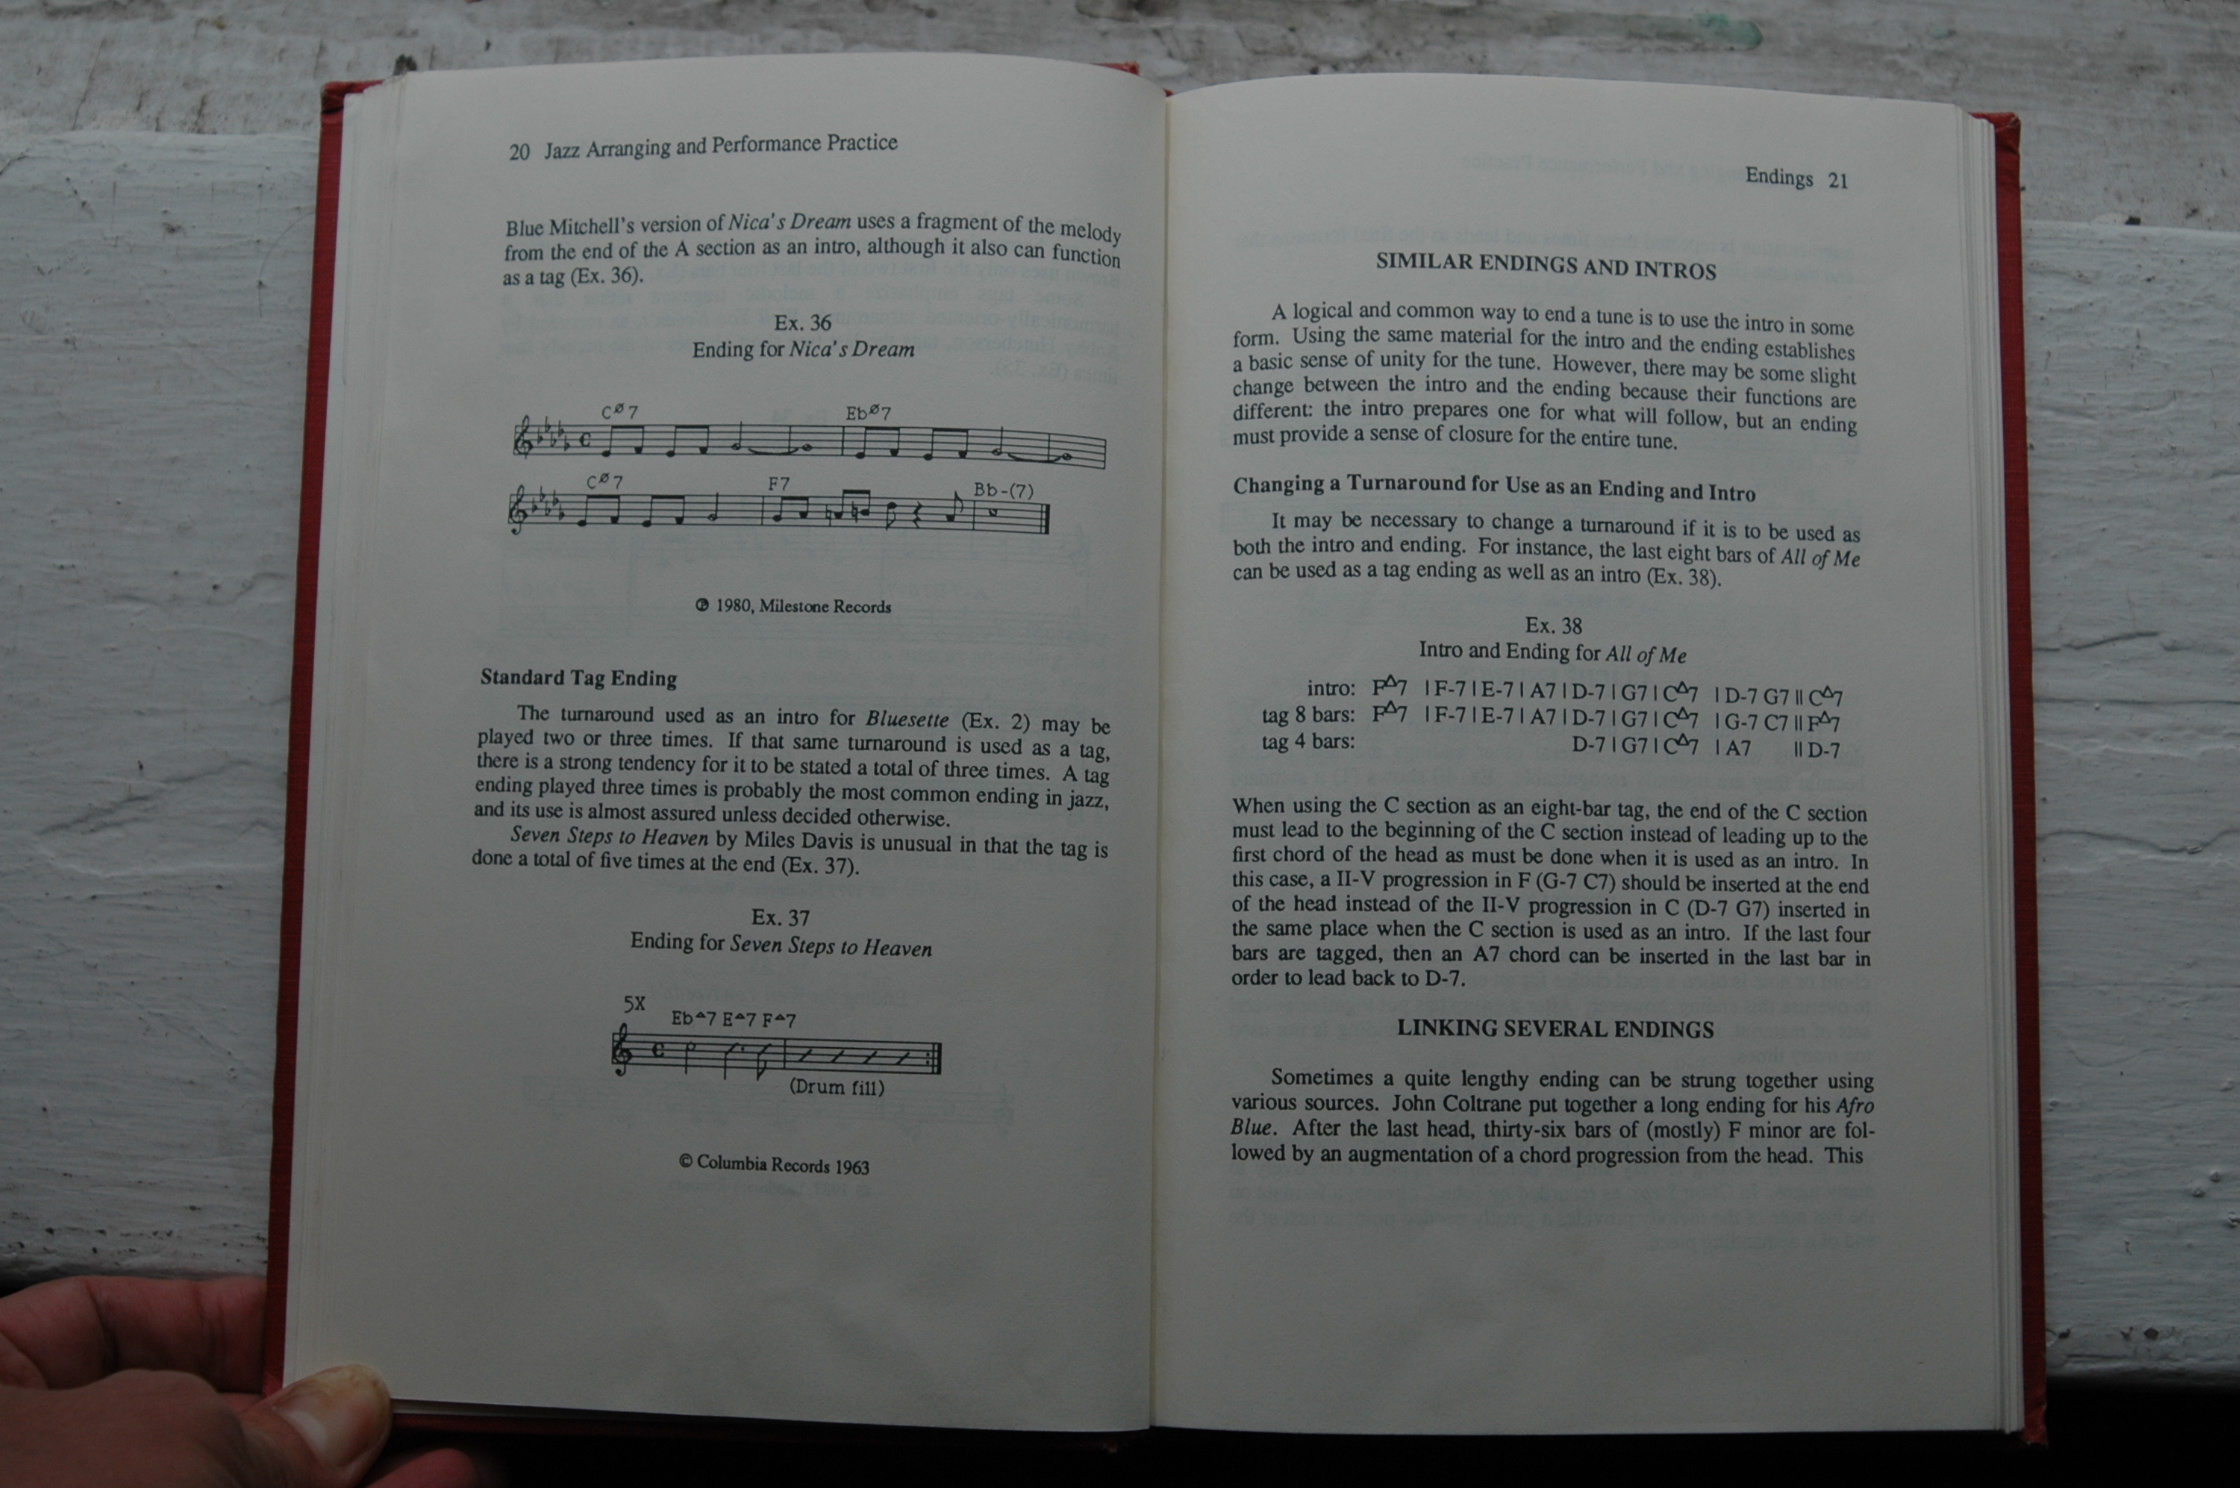 20 Jazz Arranging and Performance Practice
Blue Mitchell's version of Nica's Dream uses a fragment of the melody
from the end of the A section as an intro, although it also can function
as a tag (Ex. 36).
Ex. 36
Ending for Nica's Dream
CØ7 EbØ7
CØ7 F7 Bb-(7)
℗ 1980, Milestone Records
Standard Tag Ending
The turnaround used as an intro for Bluesette (Ex. 2) may be
played two or three times. If that same turnaround is used as a tag,
there is a strong tendency for it to be stated a total of three times. A tag
ending played three times is probably the most common ending in jazz,
and its use is almost assured unless decided otherwise.
Seven Steps to Heaven by Miles Davis is unusual in that the tag is
done a total of five times at the end (Ex. 37).
Ex. 37
Ending for Seven Steps to Heaven
5X
Eb△7 E△7 F△7
(Drum fill)
© Columbia Records 1963
Endings 21
SIMILAR ENDINGS AND INTROS
A logical and common way to end a tune is to use the intro in some
form. Using the same material for the intro and the ending establishes
a basic sense of unity for the tune. However, there may be some slight
change between the intro and the ending because their functions are
different: the intro prepares one for what will follow, but an ending
must provide a sense of closure for the entire tune.
Changing a Turnaround for Use as an Ending and Intro
It may be necessary to change a turnaround if it is to be used as
both the intro and ending. For instance, the last eight bars of All of Me
can be used as a tag ending as well as an intro (Ex. 38).
Ex. 38
Intro and Ending for All of Me
intro: F△7 | F-7 | E-7 | A7 | D-7 | G7 | C△7 | D-7 G7 || C△7
tag 8 bars: F△7 | F-7 | E-7 | A7 | D-7 | G7 | C△7 | G-7 C7 || F△7
tag 4 bars: D-7 | G7 | C△7 | A7 || D-7
When using the C section as an eight-bar tag, the end of the C section
must lead to the beginning of the C section instead of leading up to the
first chord of the head as must be done when it is used as an intro. In
this case, a II-V progression in F (G-7 C7) should be inserted at the end
of the head instead of the II-V progression in C (D-7 G7) inserted in
the same place when the C section is used as an intro. If the last four
bars are tagged, then an A7 chord can be inserted in the last bar in
order to lead back to D-7.
LINKING SEVERAL ENDINGS
Sometimes a quite lengthy ending can be strung together using
various sources. John Coltrane put together a long ending for his Afro
Blue. After the last head, thirty-six bars of (mostly) F minor are fol-
lowed by an augmentation of a chord progression from the head. This